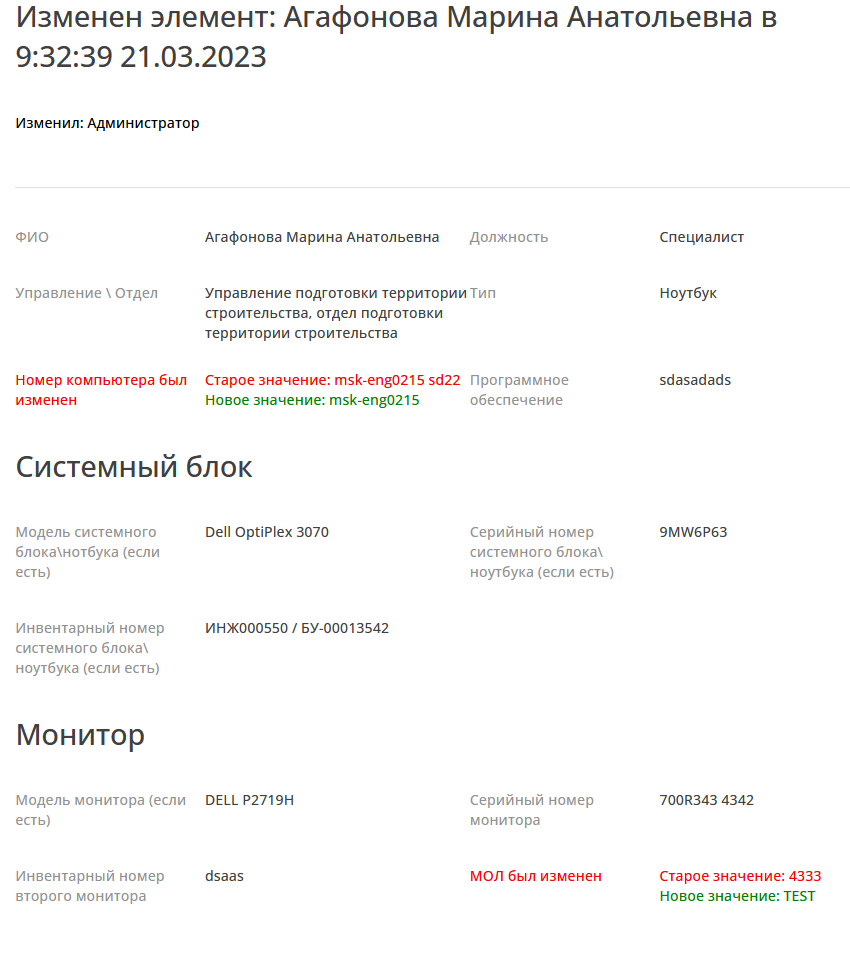 Изменен элемент: Агафонова Марина Анатольевна в
9:32:39 21.03.2023
Изменил: Администратор
ФИО
Агафонова Марина Анатольевна
Должность
Специалист
Управление \ Отдел
Управление подготовки территории
строительства, отдел подготовки
территории строительства
Тип
Ноутбук
Номер компьютера был
изменен
Старое значение: msk-eng0215 sd22
Новое значение: msk-eng0215
Программное
обеспечение
sdasadads
Системный блок
Модель системного
блока\нотбука (если
есть)
Dell OptiPlex 3070
Серийный номер
системного блока\
ноутбука (если есть)
9MW6P63
Инвентарный номер
системного блока\
ноутбука (если есть)
ИНЖ000550 / БУ-00013542
Монитор
Модель монитора (если
есть)
DELL P2719H
Серийный номер
монитора
700R343 4342
Инвентарный номер
второго монитора
dsaas
МОЛ был изменен
Старое значение: 4333
Новое значение: TEST